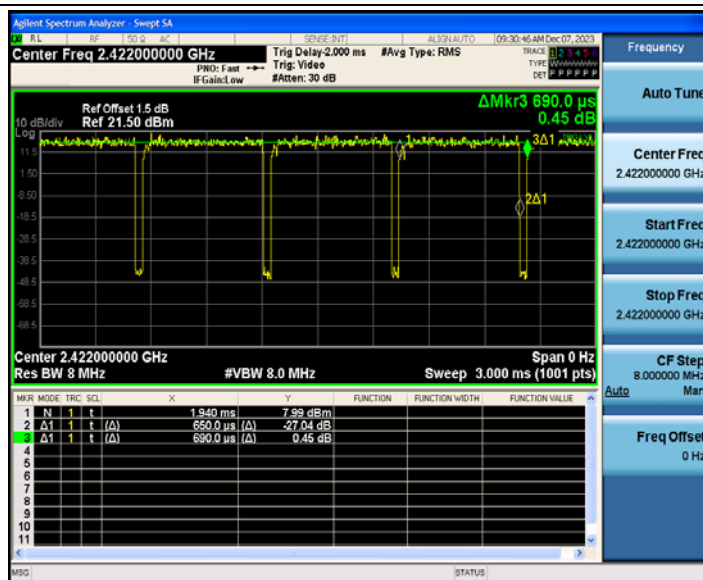 Agilent Spectrum Analyzer - Swept SA
RL RF 50 Ω AC SENSE:INT ALIGN AUTO 09:30:46 AM Dec 07, 2023
Center Freq 2.422000000 GHz
PNO: Fast
IFGain:Low
Trig Delay-2.000 ms
Trig: Video
#Atten: 30 dB
#Avg Type: RMS
TRACE 1 2 3 4 5 6
TYPE W
DET P P P P P P
Ref Offset 1.5 dB
10 dB/div Ref 21.50 dBm
ΔMkr3 690.0 µs
0.45 dB
Log
11.5
1.50
-8.50
-18.5
-28.5
-38.5
-48.5
-58.5
-68.5
1
3Δ1
2Δ1
Center 2.422000000 GHz Span 0 Hz
Res BW 8 MHz #VBW 8.0 MHz Sweep 3.000 ms (1001 pts)
MKR MODE TRC SCL X Y FUNCTION FUNCTION WIDTH FUNCTION VALUE
1 N 1 t 1.940 ms 7.99 dBm
2 Δ1 1 t (Δ) 650.0 µs (Δ) -27.04 dB
3 Δ1 1 t (Δ) 690.0 µs (Δ) 0.45 dB
4
5
6
7
8
9
10
11
MSG STATUS
Frequency
Auto Tune
Center Freq
2.422000000 GHz
Start Freq
2.422000000 GHz
Stop Freq
2.422000000 GHz
CF Step
8.000000 MHz
Auto Man
Freq Offset
0 Hz